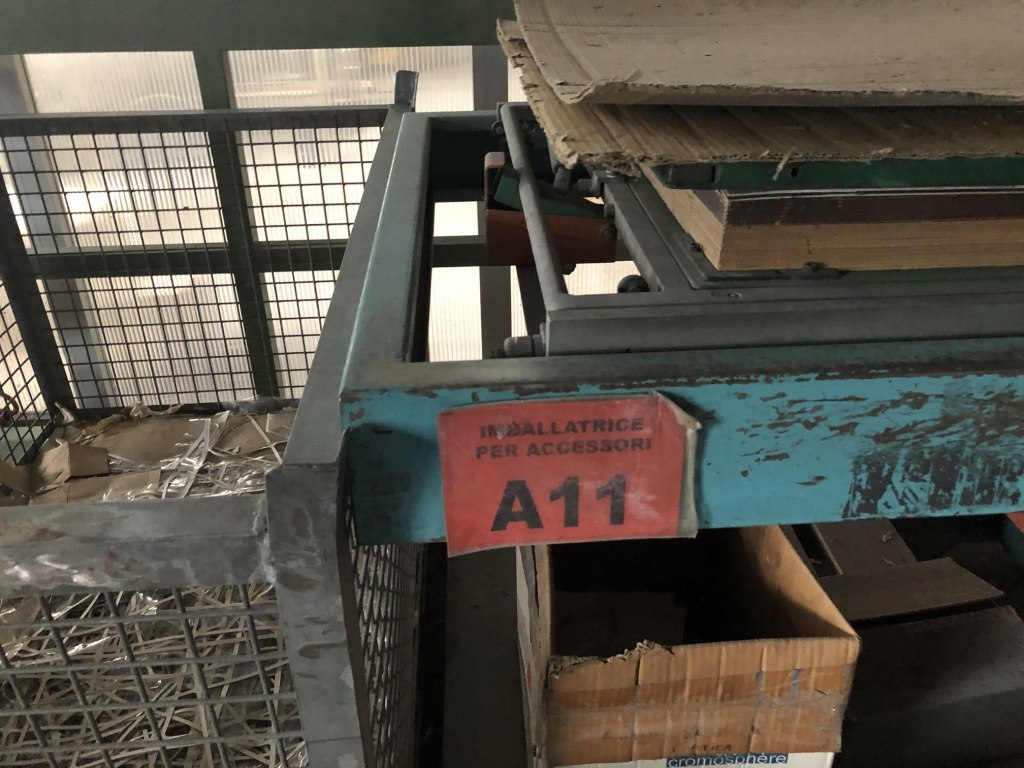 IMBALLATRICE
PER ACCESSORI
A11
cromosphère